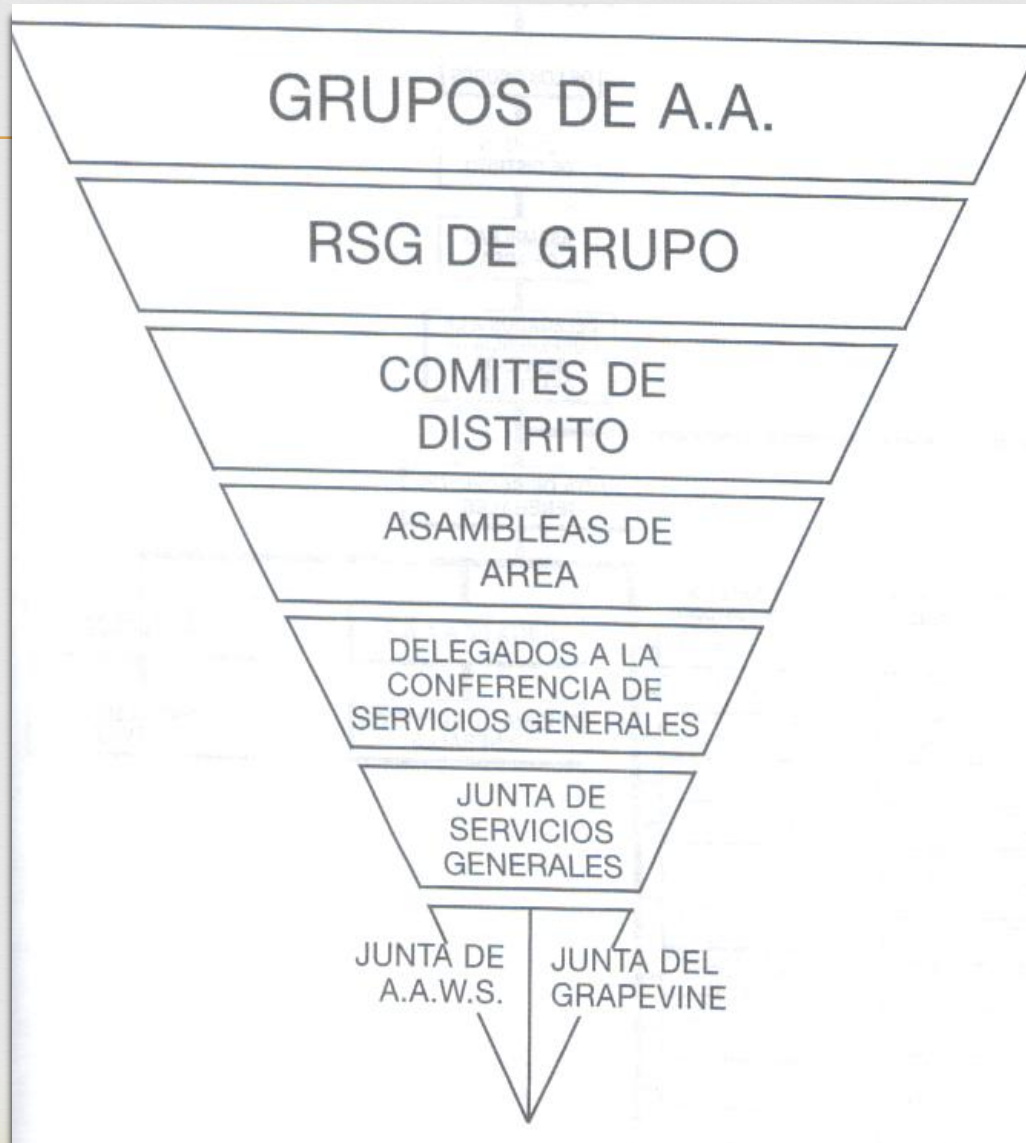 GRUPOS DE A.A.
RSG DE GRUPO
COMITES DE
DISTRITO
ASAMBLEAS DE
AREA
DELEGADOS A LA
CONFERENCIA DE
SERVICIOS GENERALES
JUNTA DE
SERVICIOS
GENERALES
JUNTA DE
A.A.W.S.
JUNTA DEL
GRAPEVINE